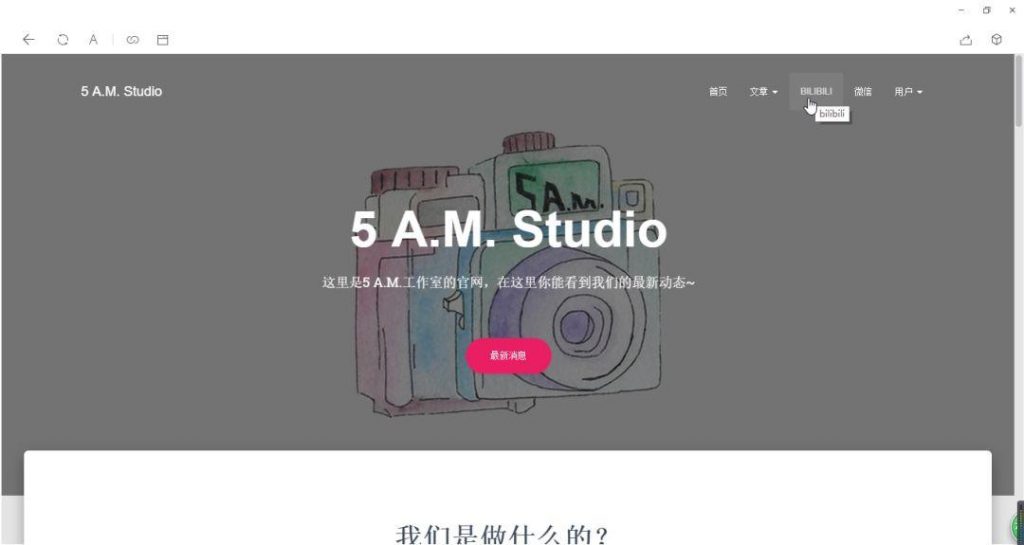 5 A.M. Studio
首页
文章
BILIBILI
微信
用户
bilibili
5 A.M.
5 A.M. Studio
这里是5 A.M.工作室的官网，在这里你能看到我们的最新动态~
最新消息
我们是做什么的？